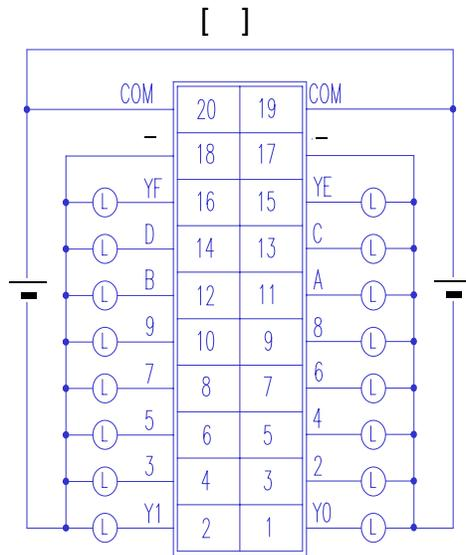 [ ]
COM 20 19 COM
– 18 17 –
L YF 16 15 YE L
L D 14 13 C L
L B 12 11 A L
L 9 10 9 8 L
L 7 8 7 6 L
L 5 6 5 4 L
L 3 4 3 2 L
L Y1 2 1 Y0 L